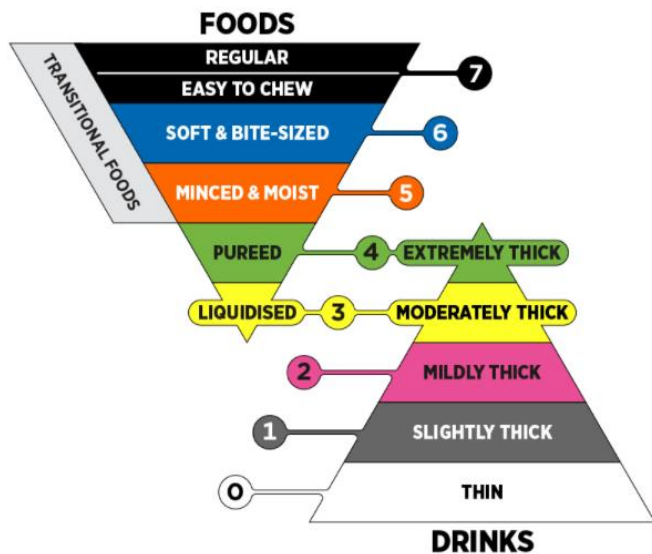 FOODS
REGULAR
EASY TO CHEW
7
TRANSITIONAL FOODS
SOFT & BITE-SIZED
6
MINCED & MOIST
5
PUREED
4
EXTREMELY THICK
LIQUIDISED
3
MODERATELY THICK
2
MILDLY THICK
1
SLIGHTLY THICK
0
THIN
DRINKS